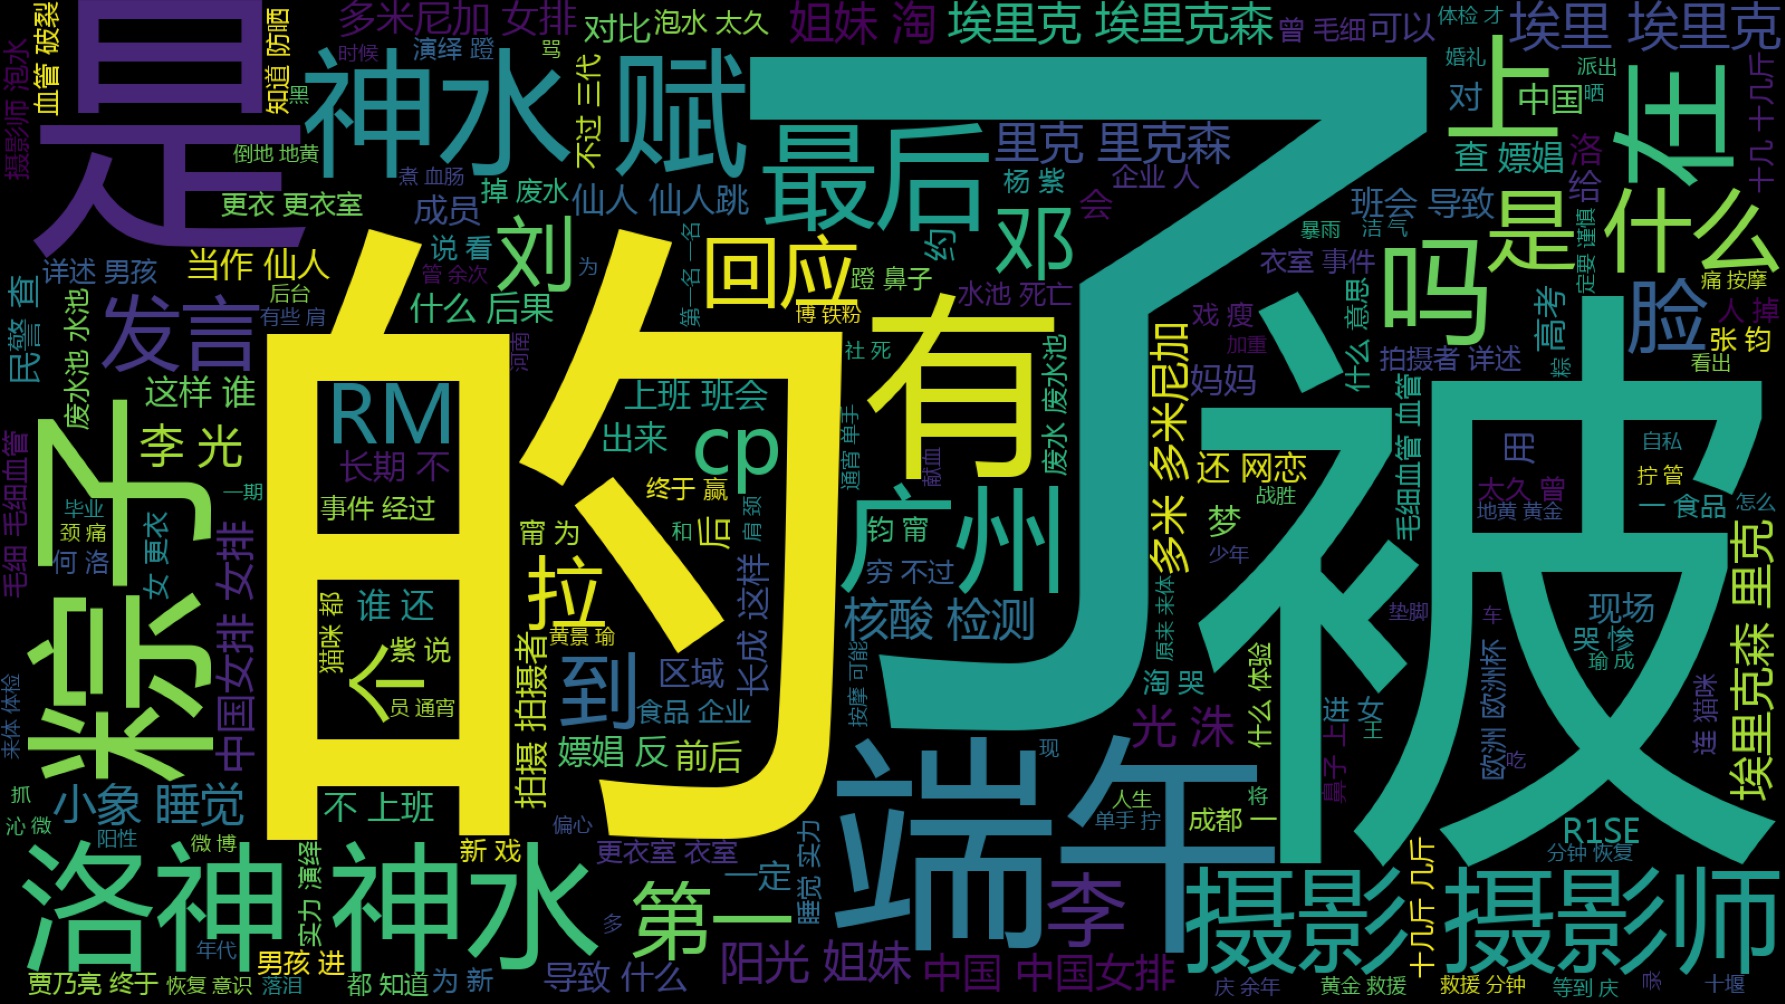 血管 破裂
是
知道 防晒
多米尼加 女排
对比
泡水 太久
姐妹 淘
埃里克 埃里克森
曾 毛细
可以
体检 才
埃里 埃里克
摄影师 泡水
时候
演绎 蹬
骂
神水 赋
不过 三代
了
上
婚礼
派出
对
中国
晒
在
十几 十几斤
黑
倒地 地黄
煮 血肠
掉 废水
仙人 仙人跳
最后
里克 里克森
杨 紫
企业 人
会
查 嫖娼
洛
给
更衣 更衣室
成员
说 看
刘
一名
第一名
约
邓
班会 导致
暴雨
洁 气
是
什么
定要 谨慎
详述 男孩
当作 仙人
后台
管 余次
为
回应
蹬 鼻子
水池 死亡
衣室 事件
吗
痛 按摩
民警 查
废水池 水池
发言
有些 肩
什么 后果
河南
博 铁粉
有
戏 瘦
加重
什么 意思
高考
脸
人 掉
张 钧
这样 谁
的
社 死
废水 废水池
多米 多米尼加
妈妈
拍摄者 详述
粽
看出
毛细 毛细血管
粽子
李 光
RM
长期 不
上班 班会
出来
cp
通宵 单手
献血
还 网恋
战胜
毛细血管 血管
被
用
自私
太久 曾
拧 管
一期
毕业
颈 痛
何 洛
女 更衣
中国女排 女排
事件 经过
终于 赢
宵 为
和
后
肩 颈
广州
钧 宵
穷 不过
梦
少年
地黄 黄金
一 食品
怎么
谁 还
猫咪 都
个
紫 说
员 通宵
拉
黄景 瑜
长成 这样
核酸 检测
原来 来体
垫脚
车
现场
哭 惨
瑜 成
埃里克森 里克
来体 体检
拍摄 拍摄者
到
区域
食品 企业
按摩 可能
淘 哭
光 洙
什么 体验
进 女
王
鼻子 上
欧洲 欧洲杯
吃
连 猫咪
嫖娼 反
前后
端午
现
抓
小象 睡觉
不 上班
沁 微
阳性
微 博
偏心
人生
单手 拧
将
成都 一
R1SE
分钟 恢复
洛神 神水
实力 演绎
新 戏
更衣室 衣室
一定
睡觉 实力
第一
多
李
十几斤 几斤
摄影 摄影师
年代
男孩 进
阳光 姐妹
中国 中国女排
贾乃亮 终于
恢复 意识
落泪
都 知道
为 新
导致 什么
庆 余年
黄金 救援
救援 分钟
等到 庆
录
十堰